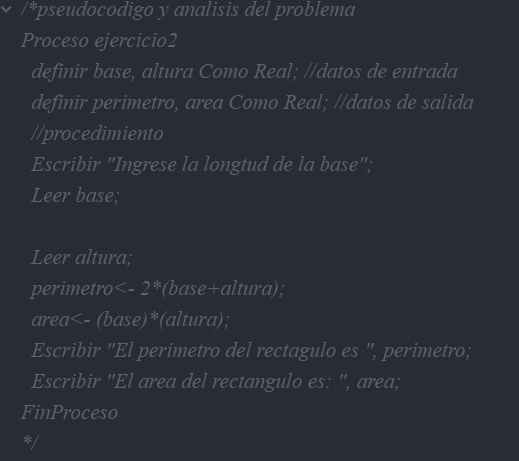 /*pseudocodigo y analisis del problema
Proceso ejercicio2
definir base, altura Como Real; //datos de entrada
definir perimetro, area Como Real; //datos de salida
//procedimiento
Escribir "Ingrese la longtud de la base";
Leer base;
Leer altura;
perimetro<- 2*(base+altura);
area<- (base)*(altura);
Escribir "El perímetro del rectagulo es ", perimetro;
Escribir "El area del rectangulo es: ", area;
FinProceso
*/